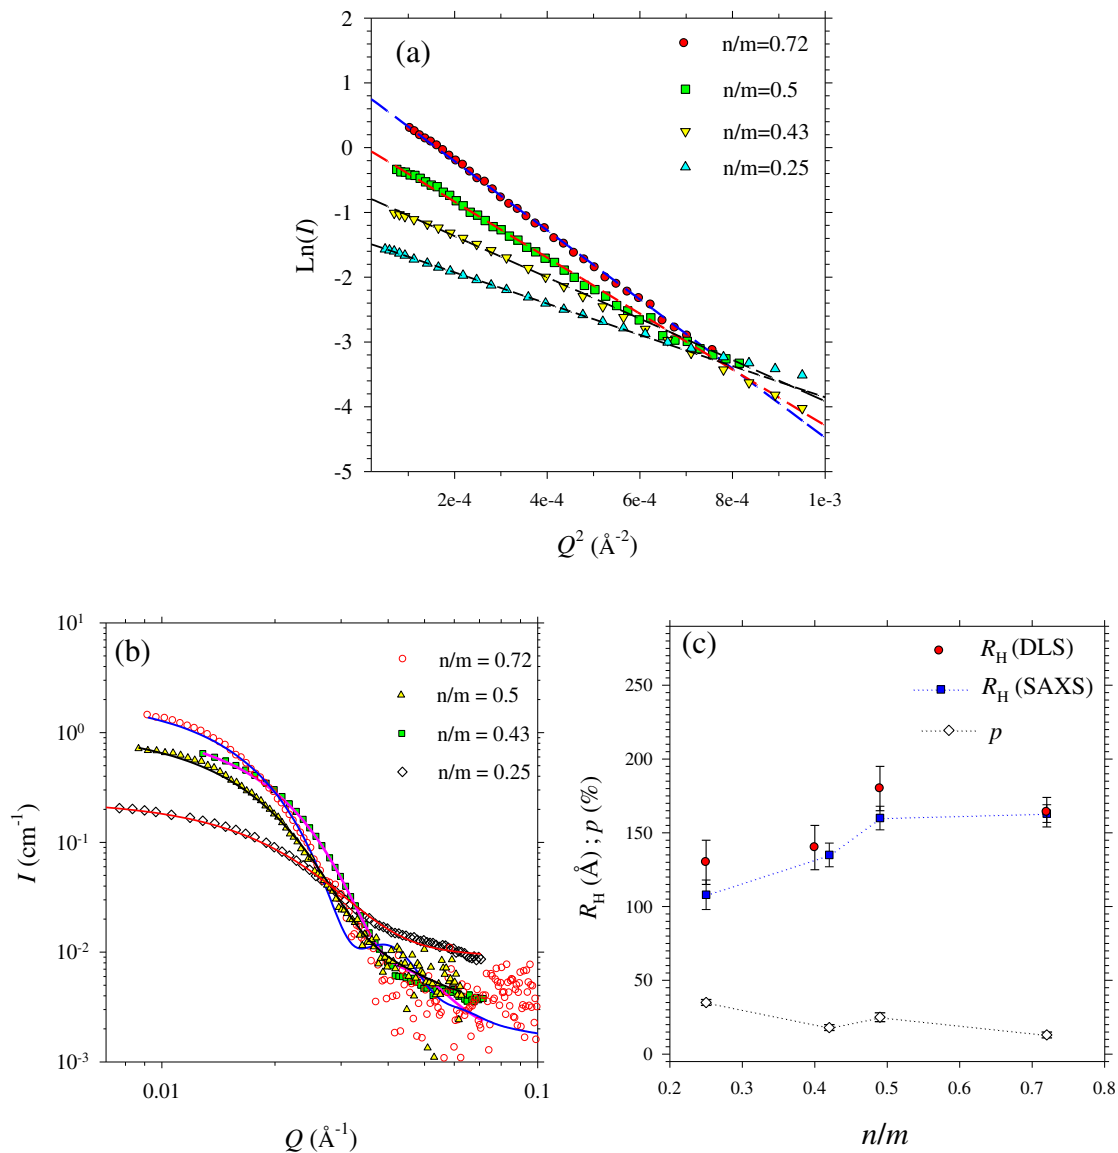 (a)
n/m=0.72
n/m=0.5
n/m=0.43
n/m=0.25
2
1
0
-1
-2
-3
-4
-5
Ln(I)
2e-4 4e-4 6e-4 8e-4 1e-3
Q² (Å⁻²)
(b)
n/m = 0.72
n/m = 0.5
n/m = 0.43
n/m = 0.25
10¹
10⁰
10⁻¹
10⁻²
10⁻³
I (cm⁻¹)
0.01 0.1
Q (Å⁻¹)
(c)
R_H (DLS)
R_H (SAXS)
p
250
200
150
100
50
0
R_H (Å) ; p (%)
0.2 0.3 0.4 0.5 0.6 0.7 0.8
n/m